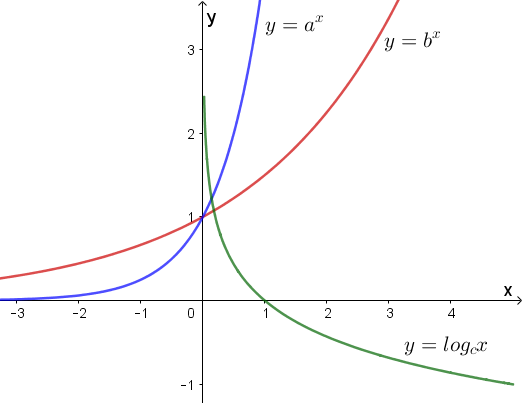 y
y = a^x
y = b^x
3
2
1
x
-3 -2 -1 0 1 2 3 4
y = log_c x
-1